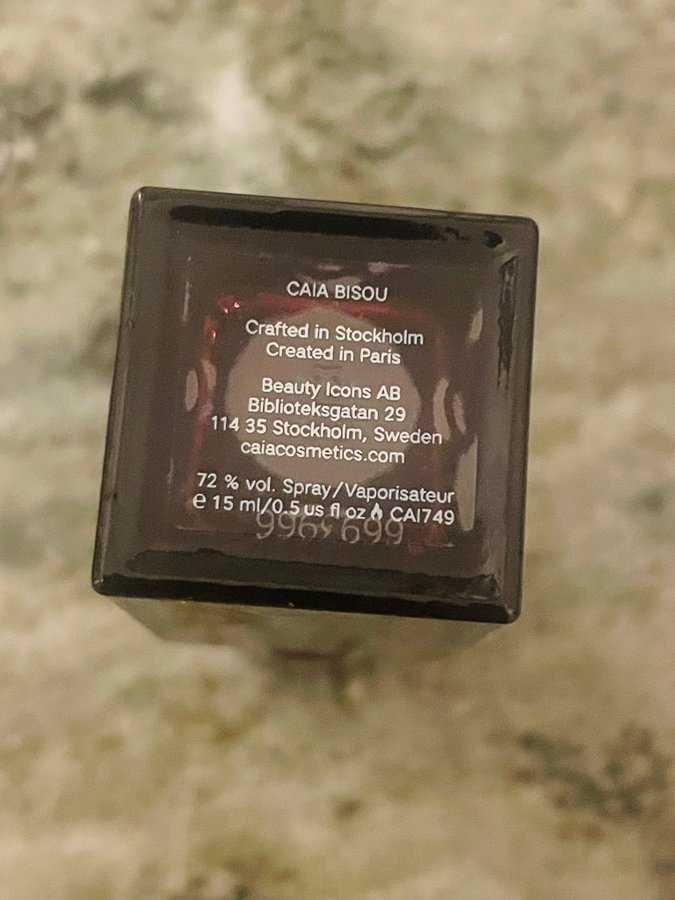 CAIA BISOU
Crafted in Stockholm
Created in Paris
Beauty Icons AB
Biblioteksgatan 29
114 35 Stockholm, Sweden
caiacosmetics.com
72 % vol. Spray/Vaporisateur
℮ 15 ml/0.5 us fl oz CAI749